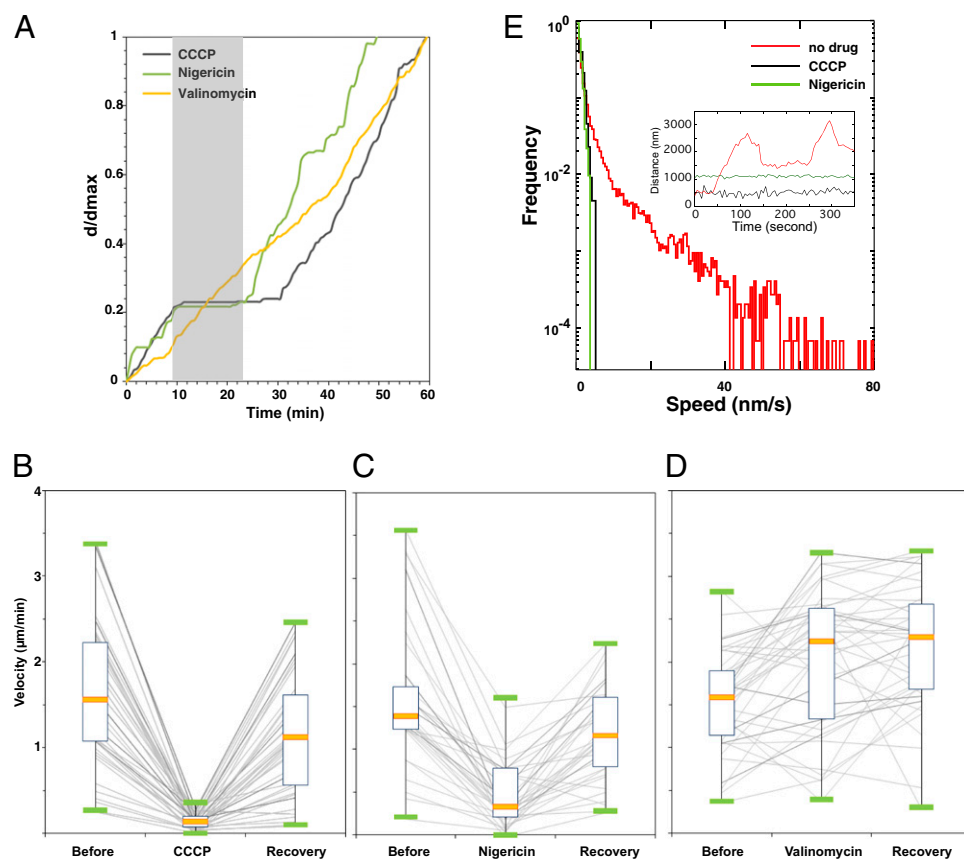 A
d/dmax
1
0.8
0.6
0.4
0.2
0
CCCP
Nigericin
Valinomycin
0 10 20 30 40 50 60
Time (min)
E
Frequency
10⁰
10⁻²
10⁻⁴
no drug
CCCP
Nigericin
Distance (nm)
3000
2000
1000
0
0 100 200 300
Time (second)
0 40 80
Speed (nm/s)
B
Velocity (µm/min)
4
3
2
1
Before CCCP Recovery
C
Before Nigericin Recovery
D
Before Valinomycin Recovery